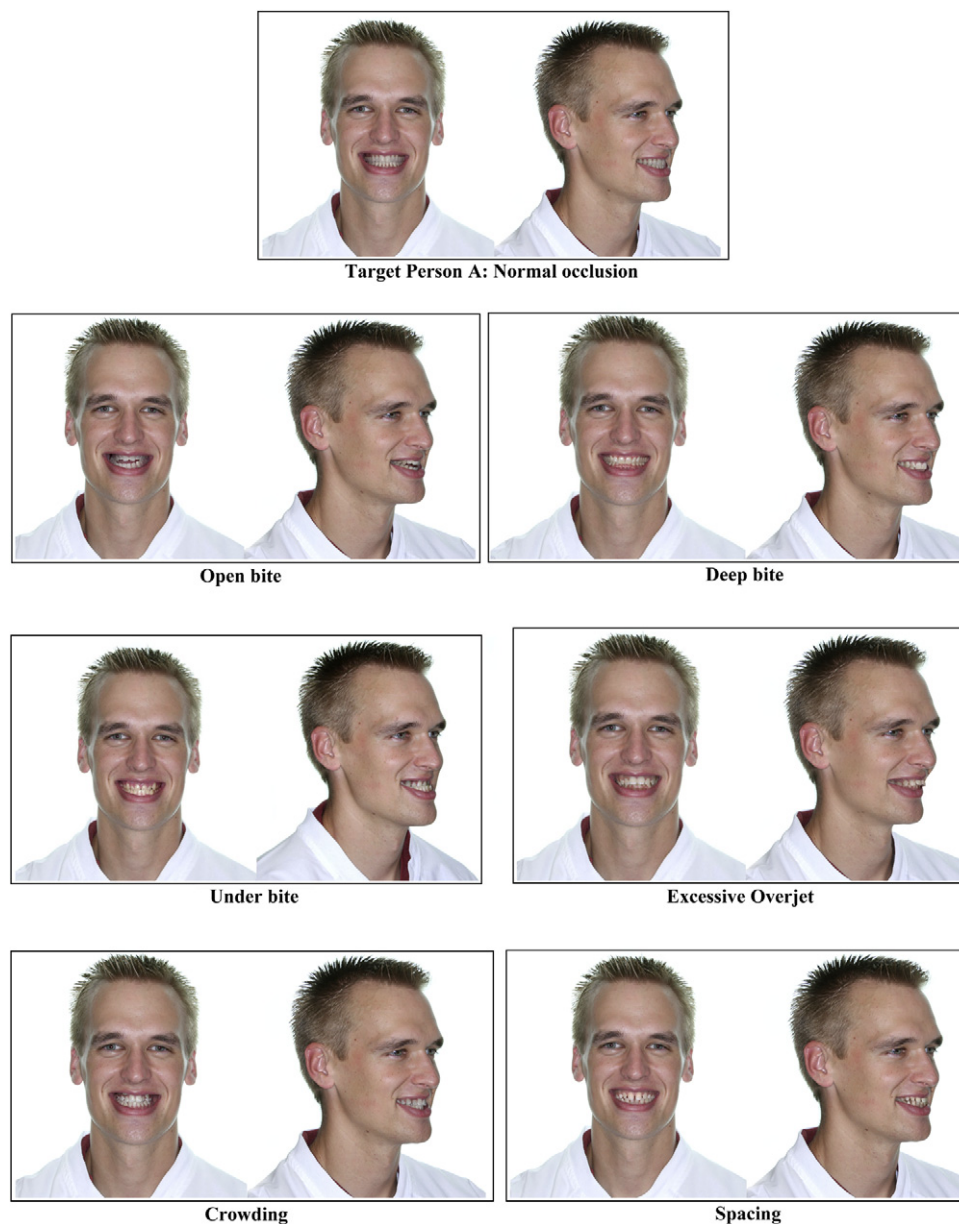 Target Person A: Normal occlusion
Open bite
Deep bite
Under bite
Excessive Overjet
Crowding
Spacing